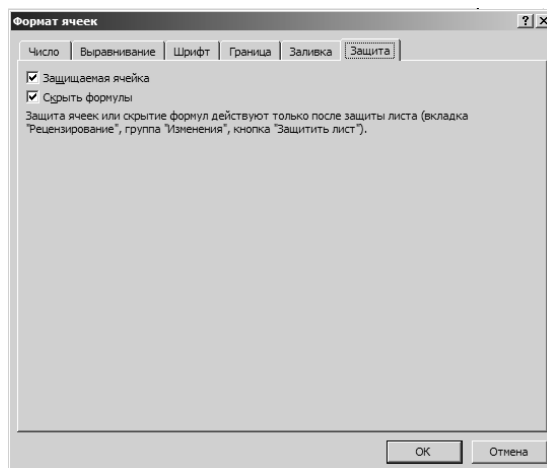 Формат ячеек
Число Выравнивание Шрифт Граница Заливка Защита
Защищаемая ячейка
Скрыть формулы
Защита ячеек или скрытие формул действуют только после защиты листа (вкладка
"Рецензирование", группа "Изменения", кнопка "Защитить лист").
OK Отмена